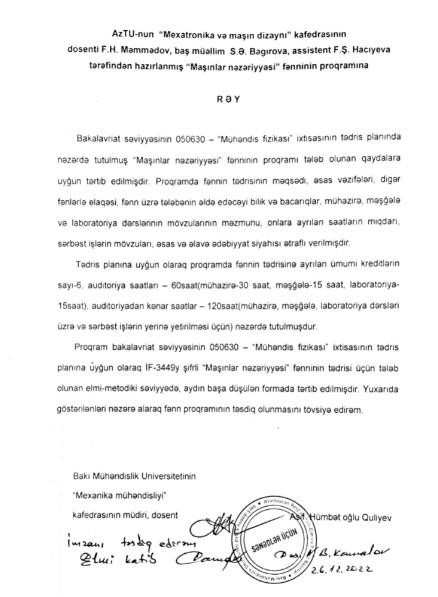 AzTU-nun "Mexatronika və maşın dizaynı" kafedrasının
dosenti F.H. Məmmədov, baş müəllim S.Ə. Bagırova, assistent F.Ş. Hacıyeva
tərəfindən hazırlanmış "Maşınlar nəzəriyyəsi" fənninin proqramına
RƏY
Bakalavriat səviyyəsinin 050630 – "Mühəndis fizikası" ixtisasının tədris planında
nəzərdə tutulmuş "Maşınlar nəzəriyyəsi" fənninin proqramı tələb olunan qaydalara
uyğun tərtib edilmişdir. Proqramda fənnin tədrisinin məqsədi, əsas vəzifələri, digər
fənlərlə əlaqəsi, fənn üzrə tələbənin əldə edəcəyi bilik və bacarıqlar, mühazirə, məşğələ
və laboratoriya dərslərinin mövzularının məzmunu, onlara ayrılan saatların miqdarı,
sərbəst işlərin mövzuları, əsas və əlavə ədəbiyyat siyahısı ətraflı verilmişdir.
Tədris planına uyğun olaraq proqramda fənnin tədrisinə ayrılan ümumi kreditlərin
sayı-6, auditoriya saatları – 60saat(mühazirə-30 saat, məşğələ-15 saat, laboratoriya-
15saat), auditoriyadan kənar saatlar – 120saat(mühazirə, məşğələ, laboratoriya dərsləri
üzrə və sərbəst işlərin yerinə yetirilməsi üçün) nəzərdə tutulmuşdur.
Proqram bakalavriat səviyyəsinin 050630 – "Mühəndis fizikası" ixtisasının tədris
planına uyğun olaraq İF-3449y şifrli "Maşınlar nəzəriyyəsi" fənninin tədrisi üçün tələb
olunan elmi-metodiki səviyyədə, aydın başa düşülən formada tərtib edilmişdir. Yuxarıda
göstərilənləri nəzərə alaraq fənn proqramının təsdiq olunmasını tövsiyə edirəm.
Bakı Mühəndislik Universitetinin
"Mexanika mühəndisliyi"
kafedrasının müdiri, dosent Asif Hümbət oğlu Quliyev
SƏNƏDLƏR ÜÇÜN
İmzanı təsdiq edirəm
Elmi katib
26.12.2022